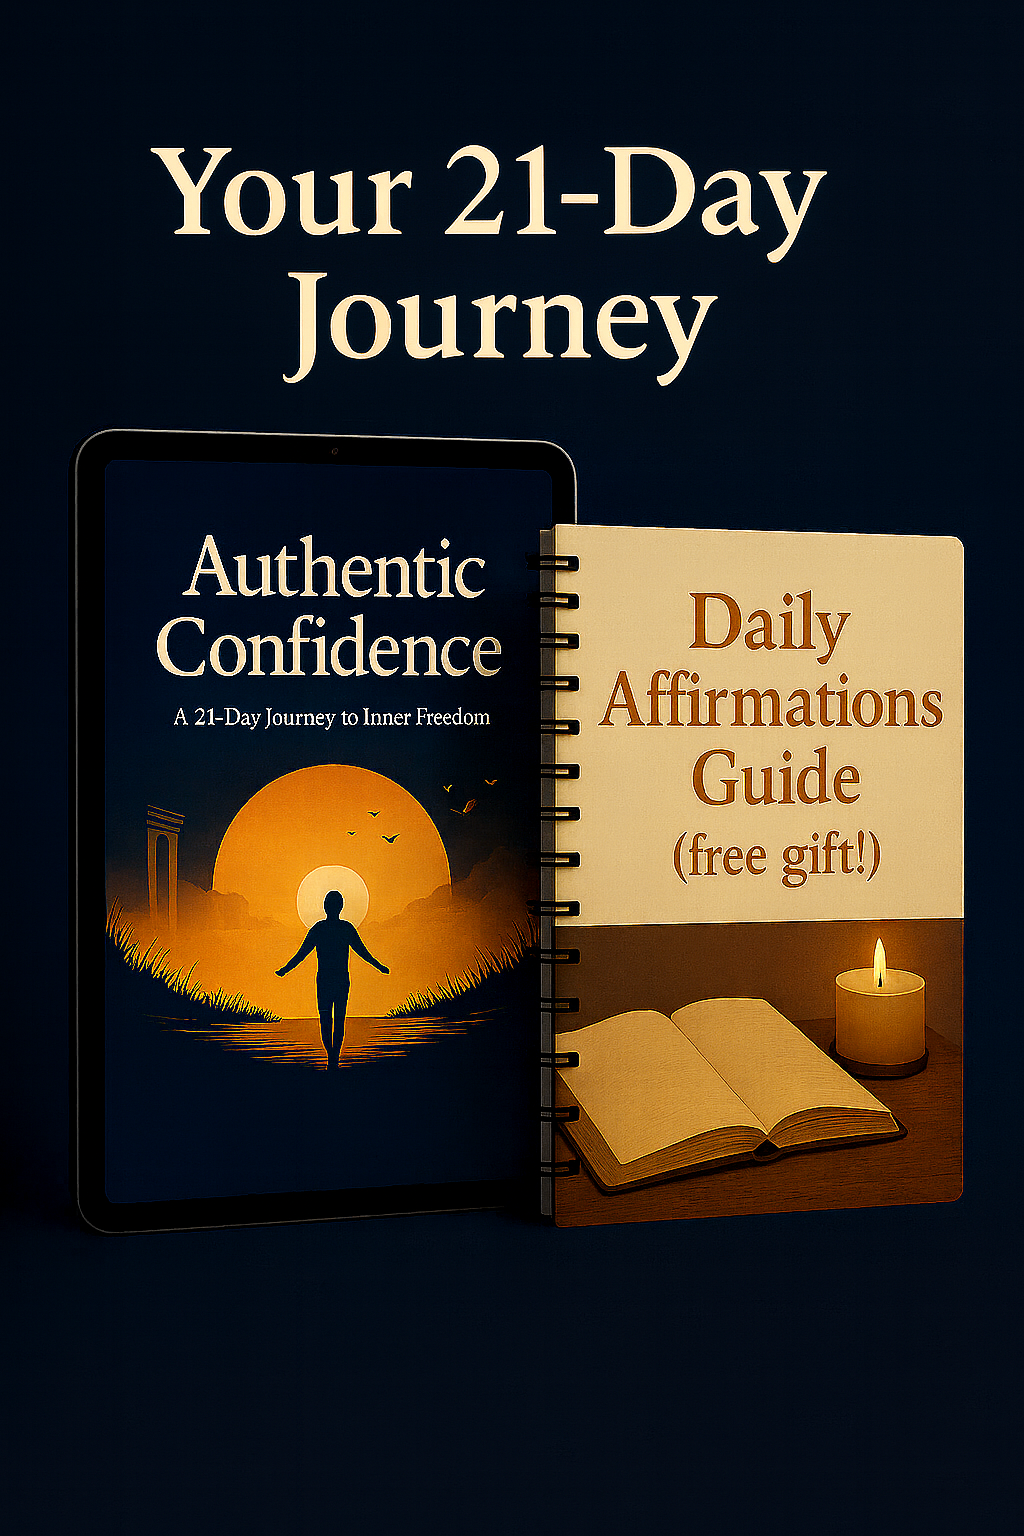 Your 21-Day
Journey
Authentic
Confidence
A 21-Day Journey to Inner Freedom
Daily
Affirmations
Guide
(free gift!)